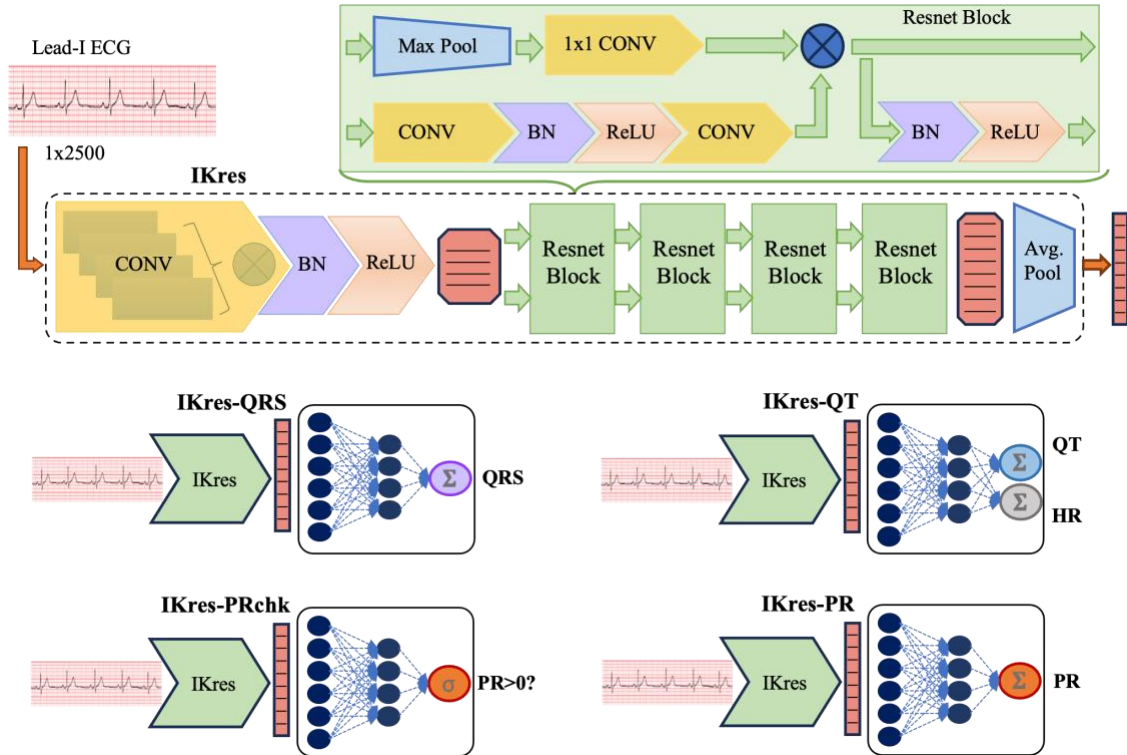 Resnet Block
Lead-I ECG
Max Pool
1x1 CONV
CONV
BN
ReLU
CONV
BN
ReLU
1x2500
IKres
CONV
BN
ReLU
Resnet
Block
Resnet
Block
Resnet
Block
Resnet
Block
Avg.
Pool
IKres-QRS
IKres
Σ
QRS
IKres-QT
IKres
Σ
QT
Σ
HR
IKres-PRchk
IKres
σ
PR>0?
IKres-PR
IKres
Σ
PR